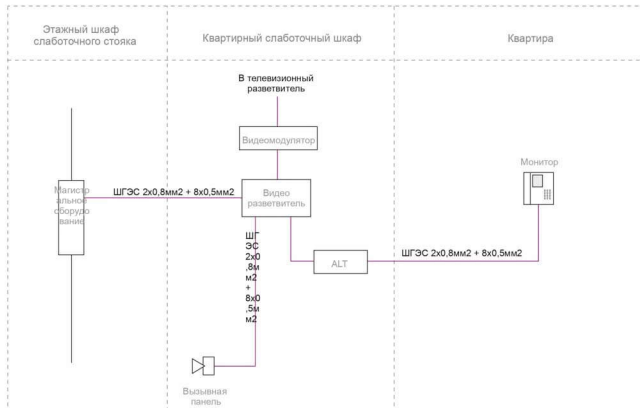 Этажный шкаф
слаботочного стояка
Квартирный слаботочный шкаф
Квартира
В телевизионный
разветвитель
Видеомодулятор
Монитор
Магистр
альное
оборудо
вание
ШГЭС 2х0,8мм2 + 8х0,5мм2
Видео
разветвитель
ШГ
ЭС
2х0
,8м
м2
+
8х0
,5м
м2
ALT
ШГЭС 2х0,8мм2 + 8х0,5мм2
Вызывная
панель